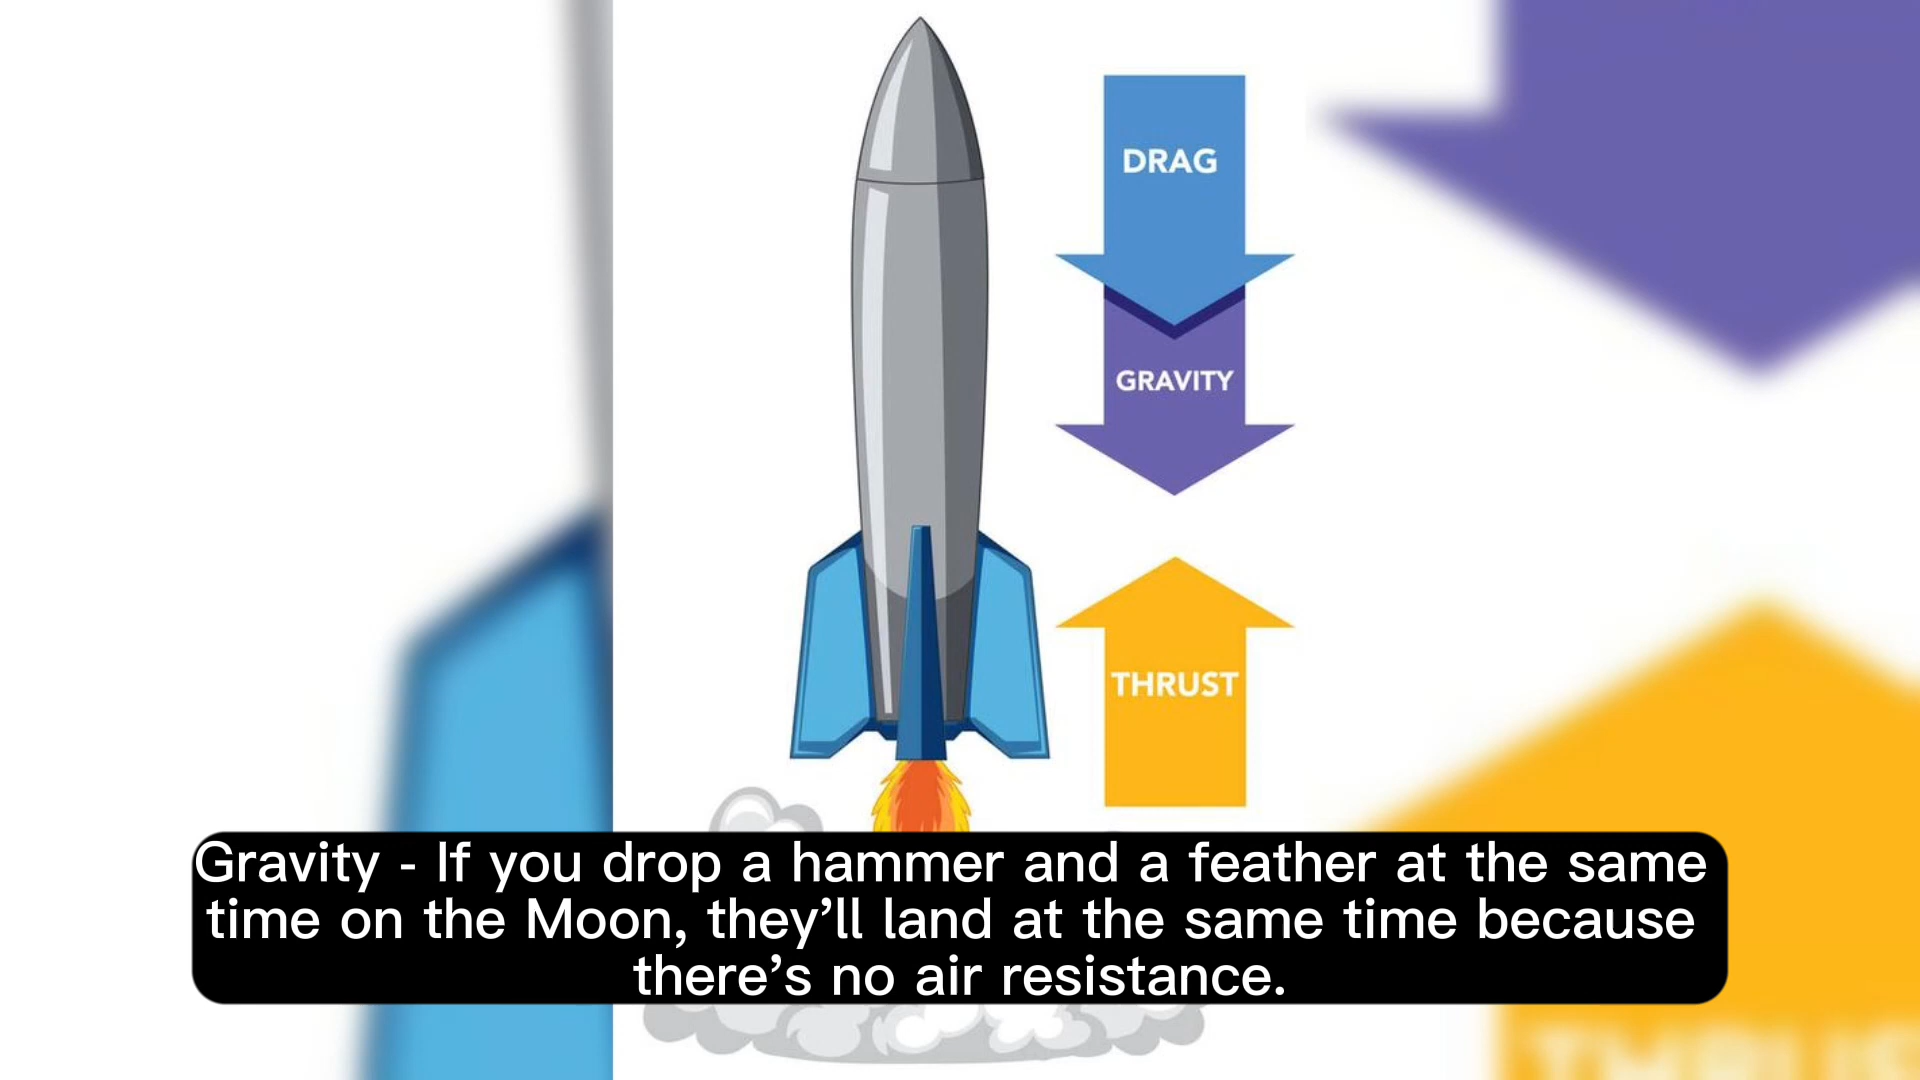 DRAG
GRAVITY
THRUST
Gravity - If you drop a hammer and a feather at the same
time on the Moon, they’ll land at the same time because
there’s no air resistance.